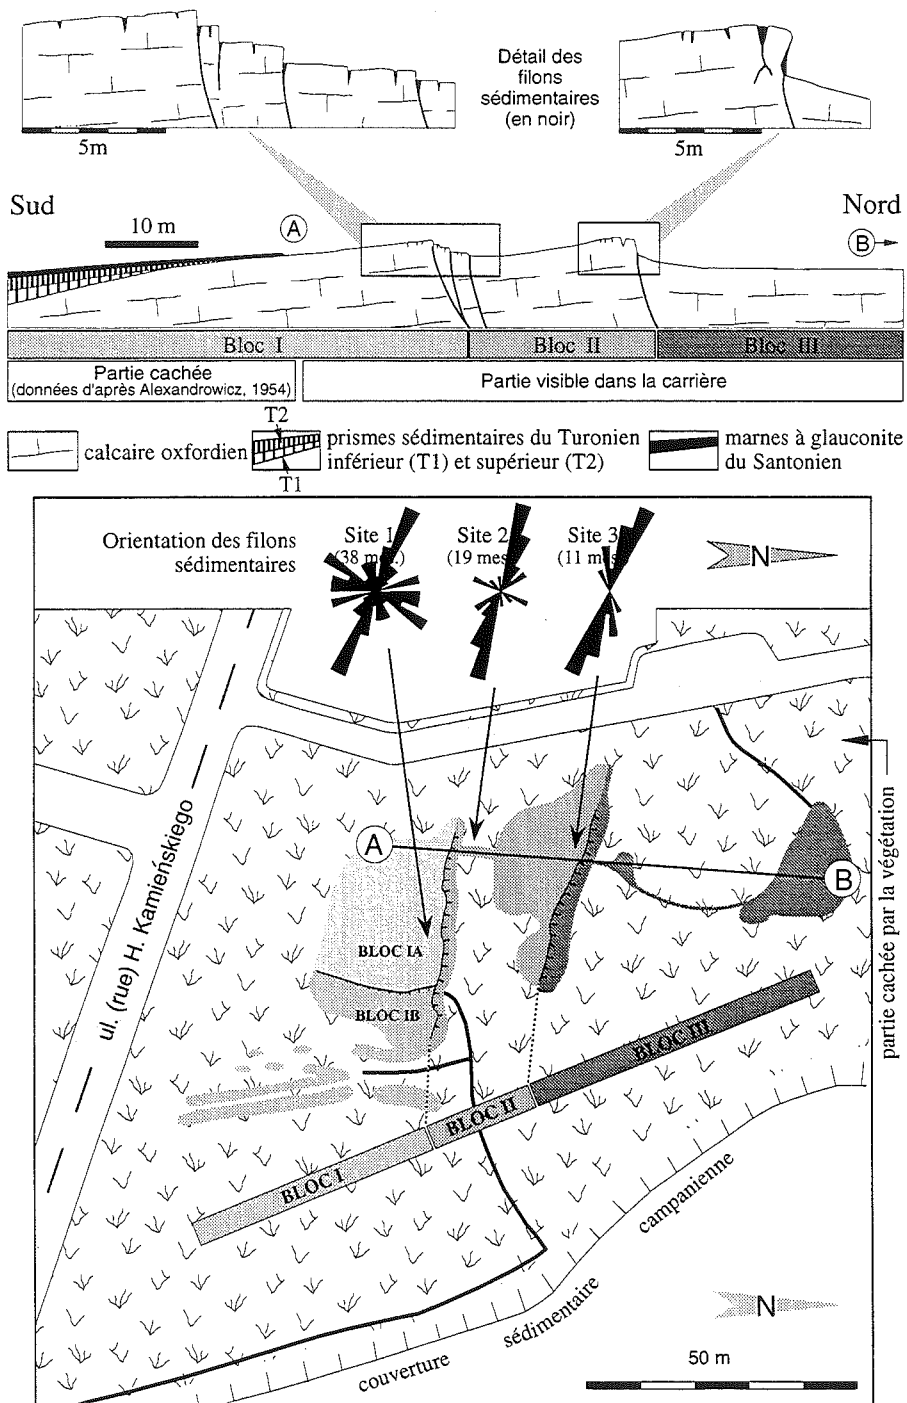 Détail des
filons
sédimentaires
(en noir)
5m
5m
Sud
Nord
10 m
A
B
Bloc I
Bloc II
Bloc III
Partie cachée
(données d'après Alexandrowicz, 1954)
Partie visible dans la carrière
T2
calcaire oxfordien
T1
prismes sédimentaires du Turonien
inférieur (T1) et supérieur (T2)
marnes à glauconite
du Santonien
Orientation des filons
sédimentaires
Site 1
(38 mes.)
Site 2
(19 mes
Site 3
(11 mes
N
ul. (rue) H. Kamieńskiego
A
B
BLOC IA
BLOC IB
BLOC I
BLOC II
BLOC III
partie cachée par la végétation
couverture
sédimentaire
campanienne
N
50 m